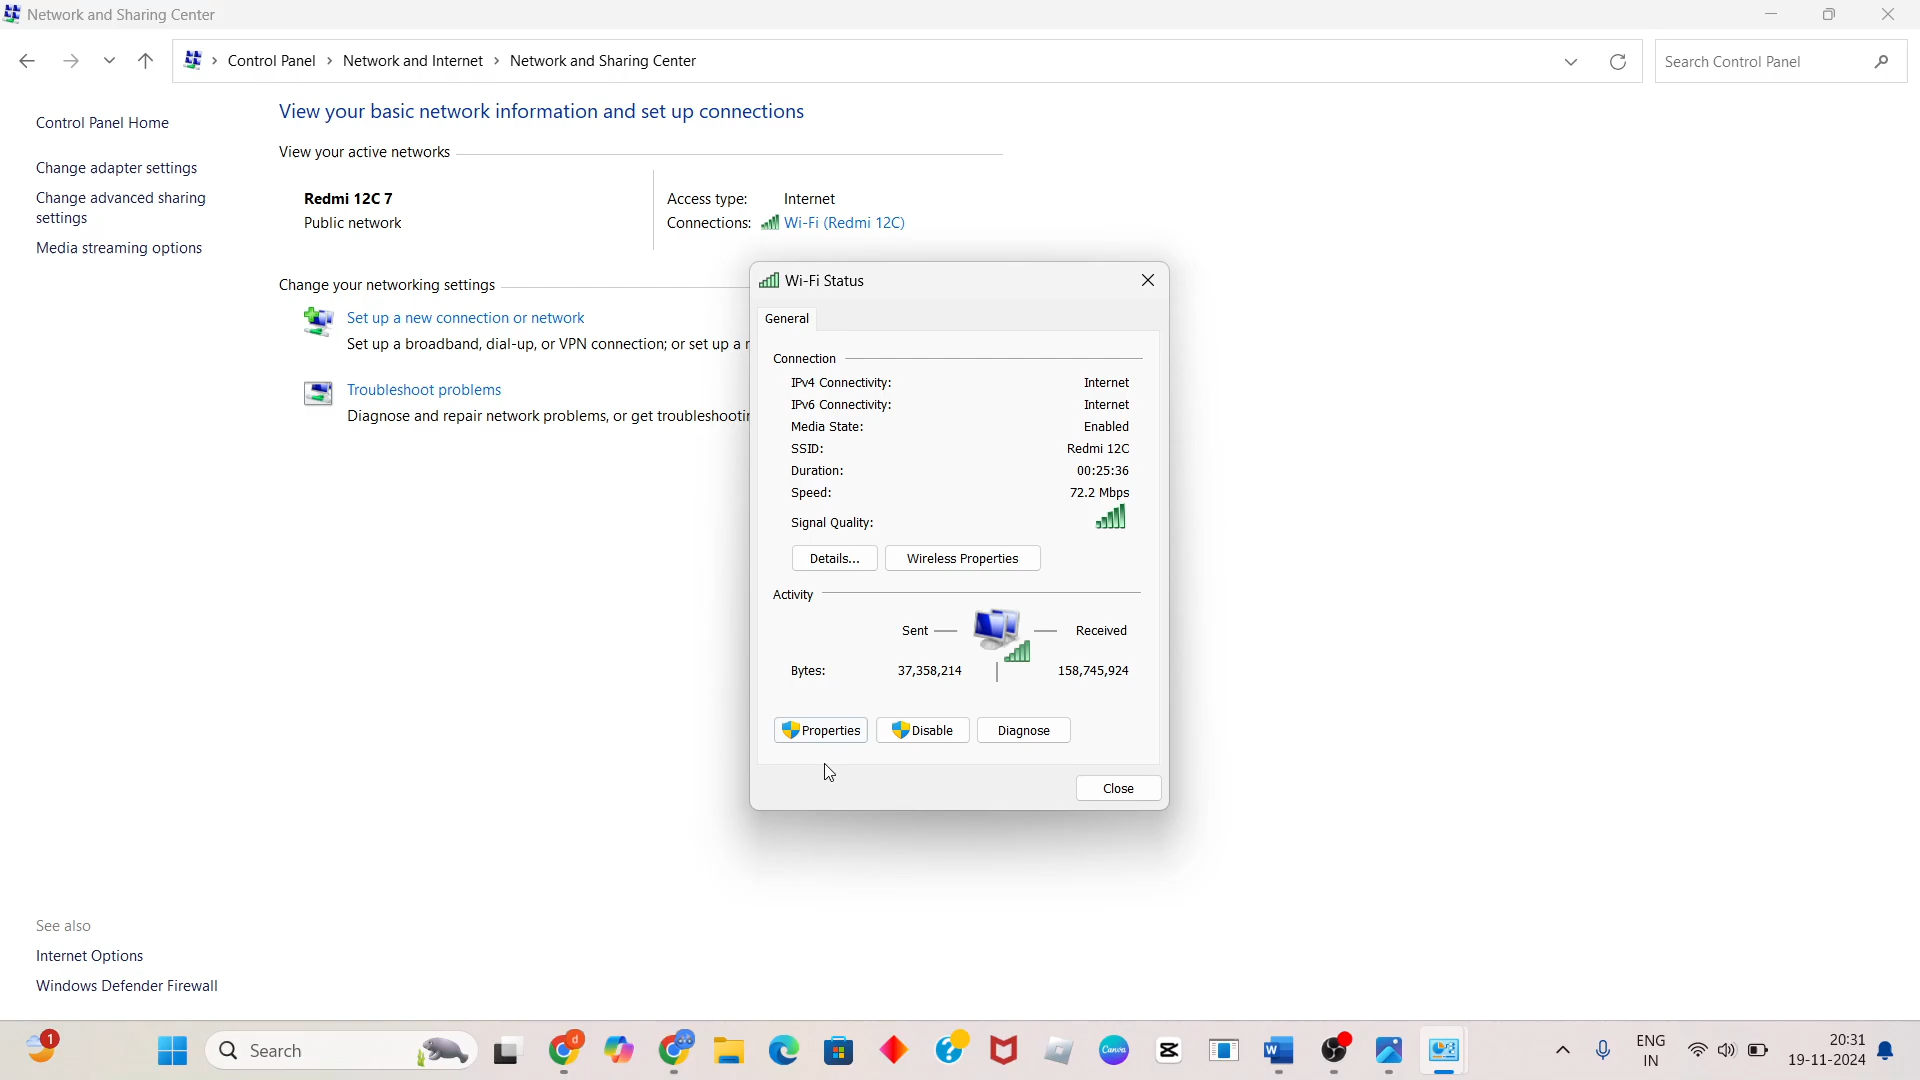 Network and Sharing Center
Control Panel > Network and Internet > Network and Sharing Center
Search Control Panel
Control Panel Home
Change adapter settings
Change advanced sharing
settings
Media streaming options
View your basic network information and set up connections
View your active networks
Redmi 12C 7
Public network
Access type: Internet
Connections: Wi-Fi (Redmi 12C)
Change your networking settings
Set up a new connection or network
Set up a broadband, dial-up, or VPN connection; or set up a
Troubleshoot problems
Diagnose and repair network problems, or get
Wi-Fi Status
General
Connection
IPv4 Connectivity: Internet
IPv6 Connectivity: Internet
Media State: Enabled
SSID: Redmi 12C
Duration: 00:25:36
Speed: 72.2 Mbps
Signal Quality:
Details... Wireless Properties
Activity
Sent Received
Bytes: 37,358,214 158,745,924
Properties Disable Diagnose
Close
See also
Internet Options
Windows Defender Firewall
1
Search
d
Canva
W
ENG
IN
20:31
19-11-2024